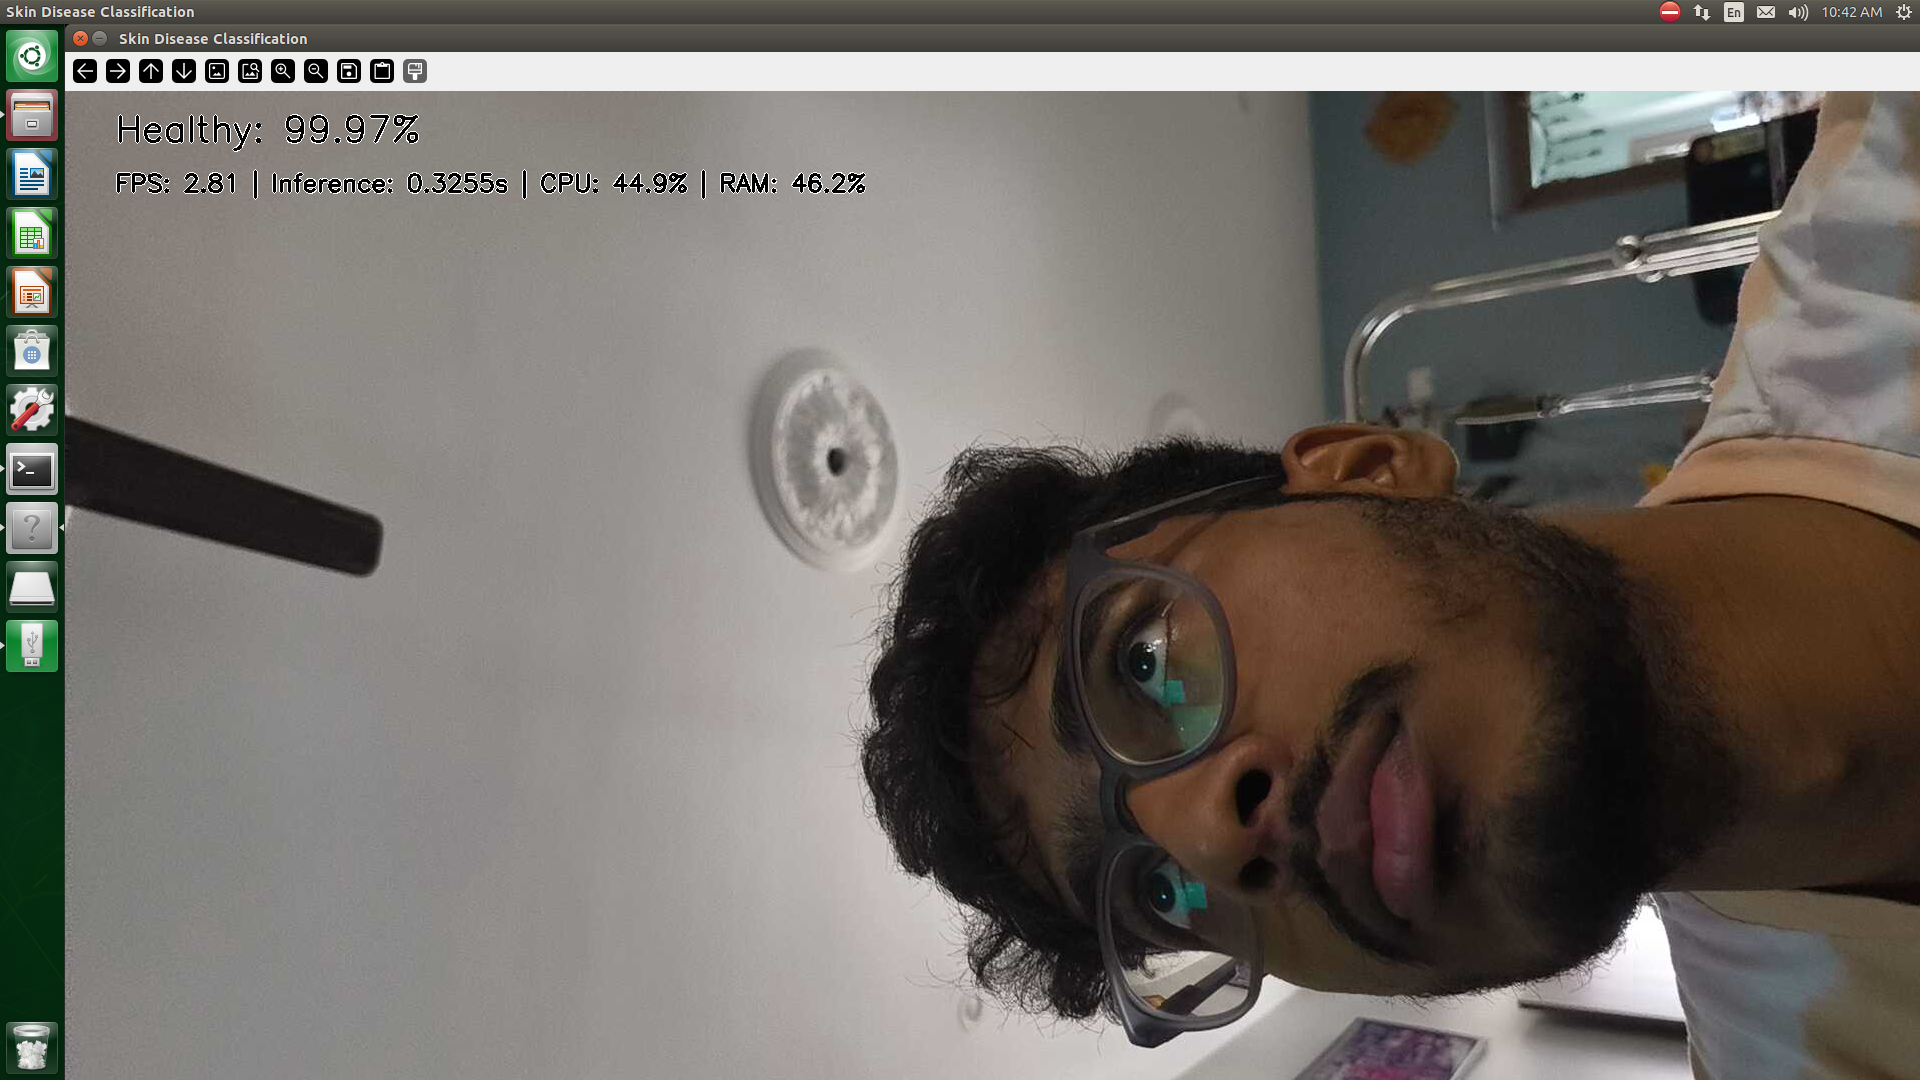 Skin Disease Classification
En
10:42 AM
Skin Disease Classification
Healthy: 99.97%
FPS: 2.81 | Inference: 0.3255s | CPU: 44.9% | RAM: 46.2%